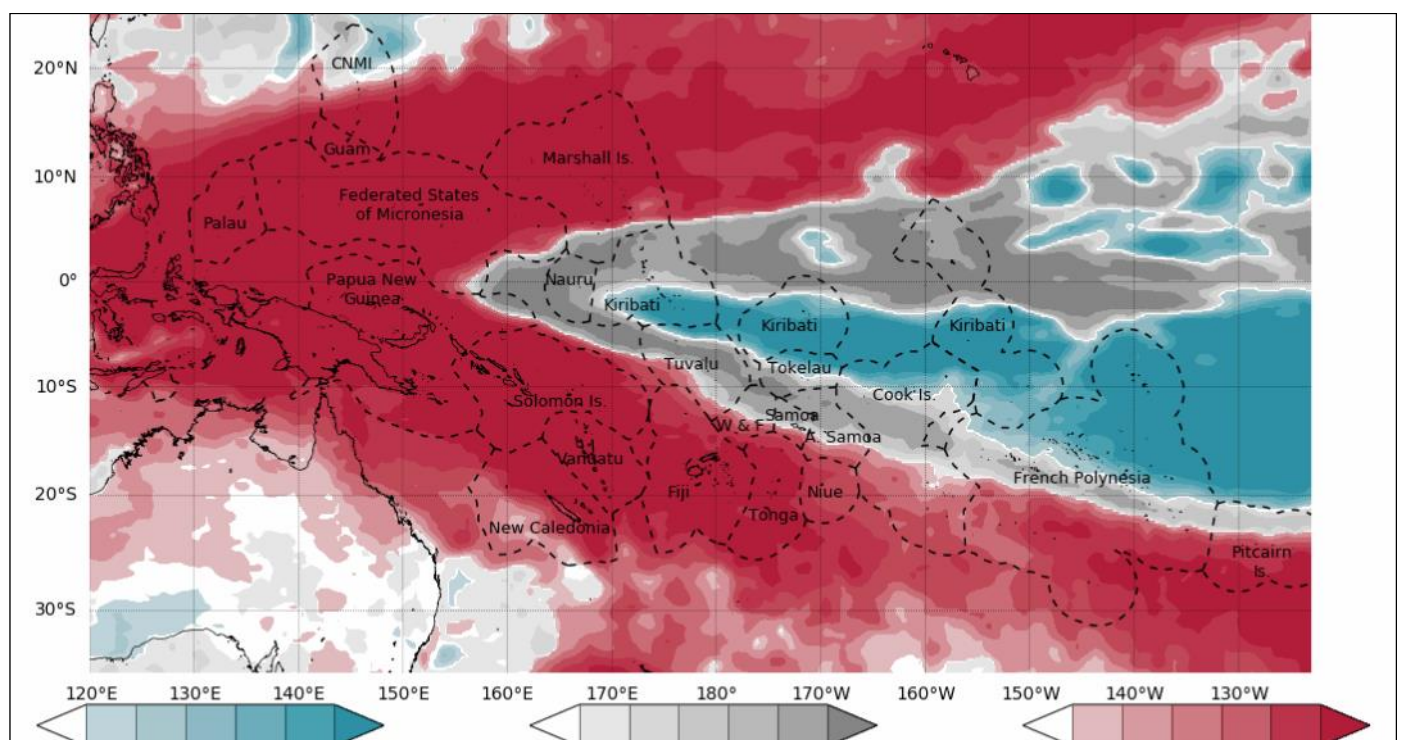 CNMI
20°N
Guam
Marshall Is.
10°N
Federated States
of Micronesia
Palau
0°
Papua New
Guinea
Nauru
Kiribati
Kiribati
Kiribati
Tuvalu
Tokelau
10°S
Solomon Is.
Cook Is.
W & F
Samoa
A. Samoa
Vanuatu
20°S
Fiji
Niue
French Polynesia
Tonga
New Caledonia
Pitcairn
Is
30°S
120°E 130°E 140°E 150°E 160°E 170°E 180° 170°W 160°W 150°W 140°W 130°W